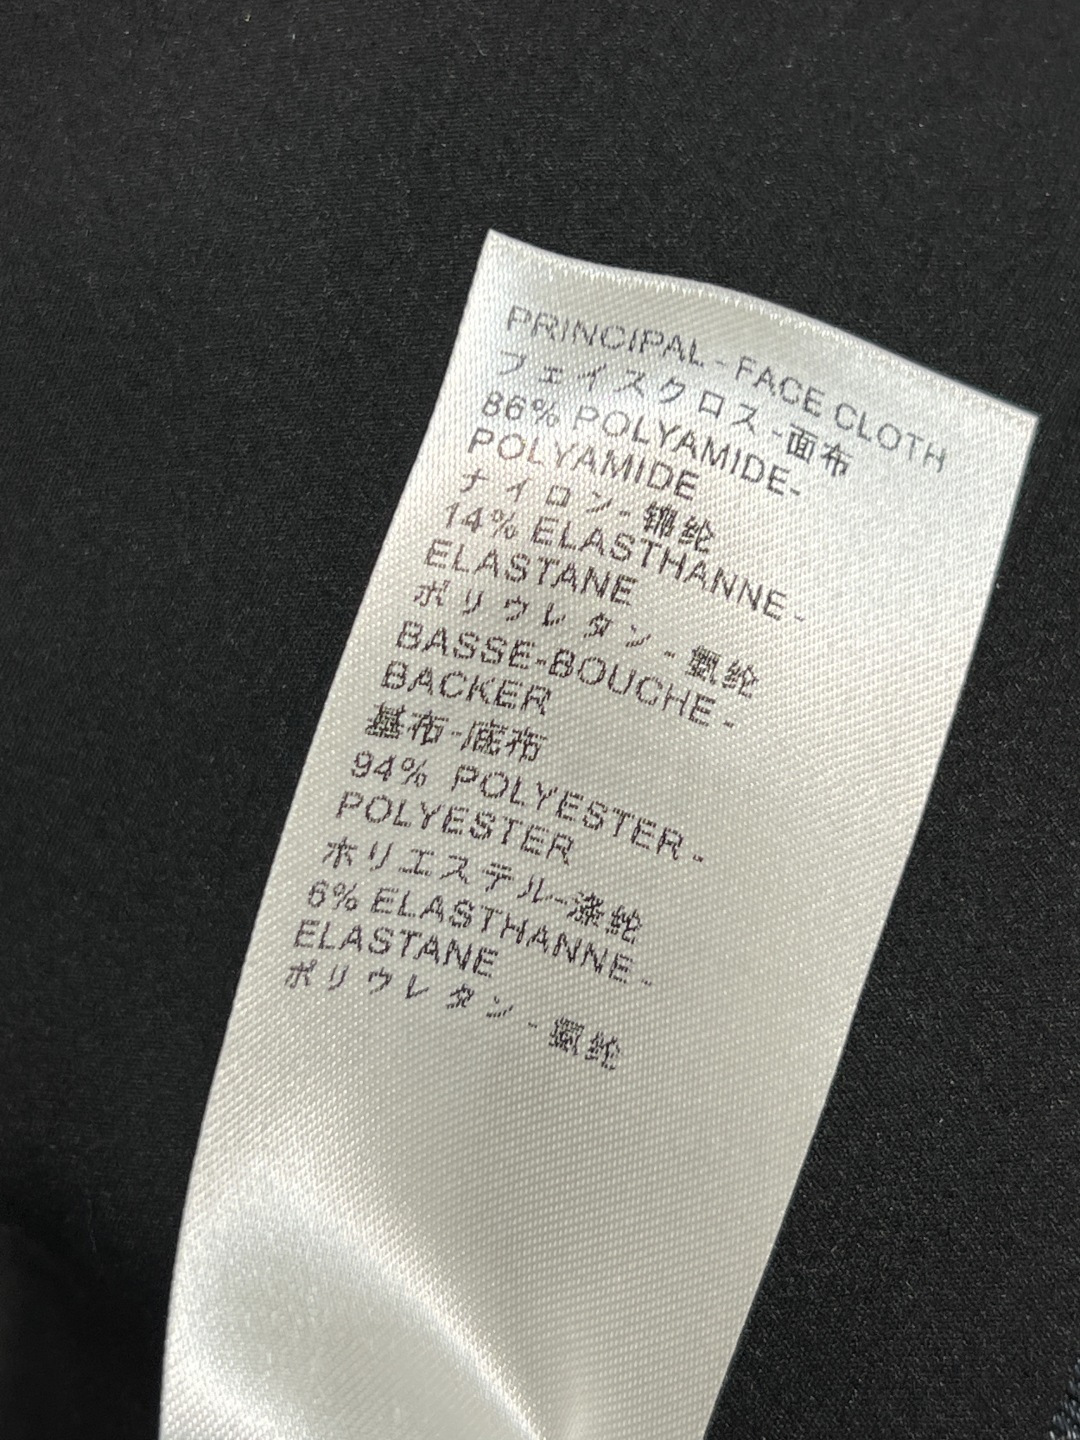 PRINCIPAL - FACE CLOTH
フェイスクロス -面布
86% POLYAMIDE-
POLYAMIDE
ナイロン-锦纶
14% ELASTHANNE -
ELASTANE
ポリウレタン - 氨纶
BASSE-BOUCHE -
BACKER
基布-底布
94% POLYESTER -
POLYESTER
ホリエステル-涤纶
6% ELASTHANNE -
ELASTANE
ポリウレタン - 氨纶